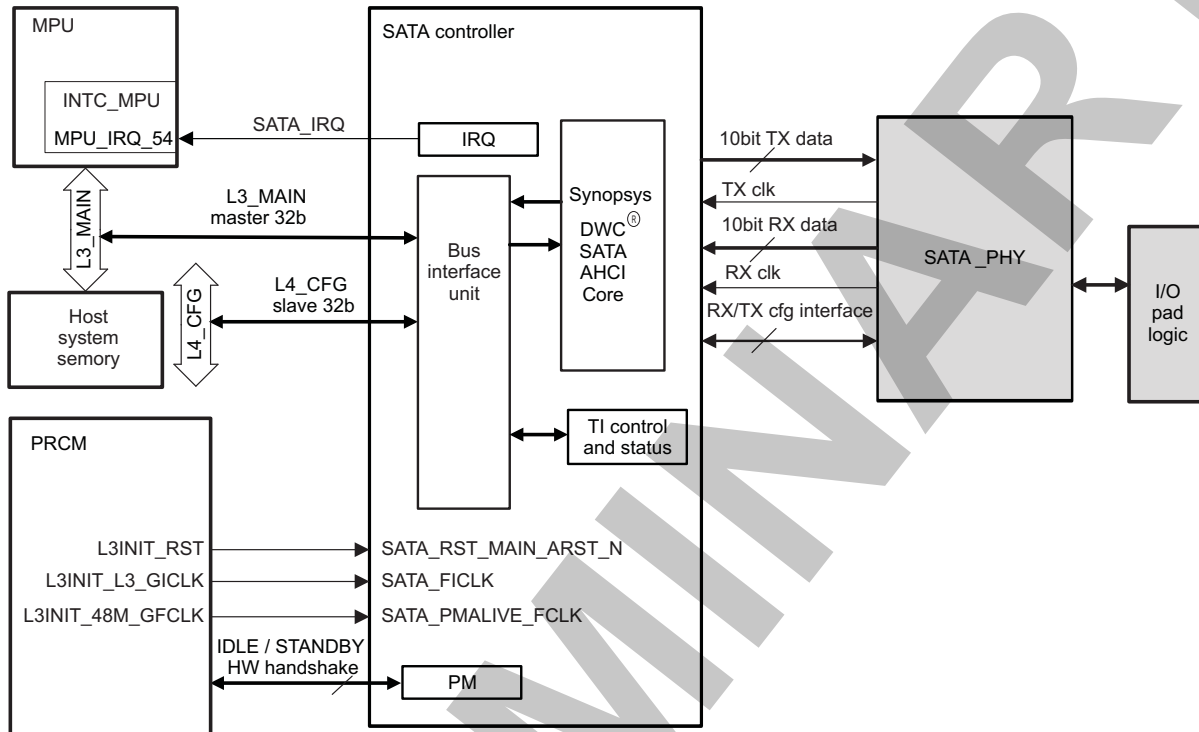 MPU
INTC_MPU
MPU_IRQ_54
SATA_IRQ
L3_MAIN
L3_MAIN
master 32b
L4_CFG
L4_CFG
slave 32b
Host
system
semory
SATA controller
IRQ
Bus
interface
unit
Synopsys
DWC®
SATA
AHCI
Core
TI control
and status
10bit TX data
TX clk
10bit RX data
RX clk
RX/TX cfg interface
SATA _PHY
I/O
pad
logic
PRCM
L3INIT_RST
SATA_RST_MAIN_ARST_N
L3INIT_L3_GICLK
SATA_FICLK
L3INIT_48M_GFCLK
SATA_PMALIVE_FCLK
IDLE / STANDBY
HW handshake
PM
MINAR